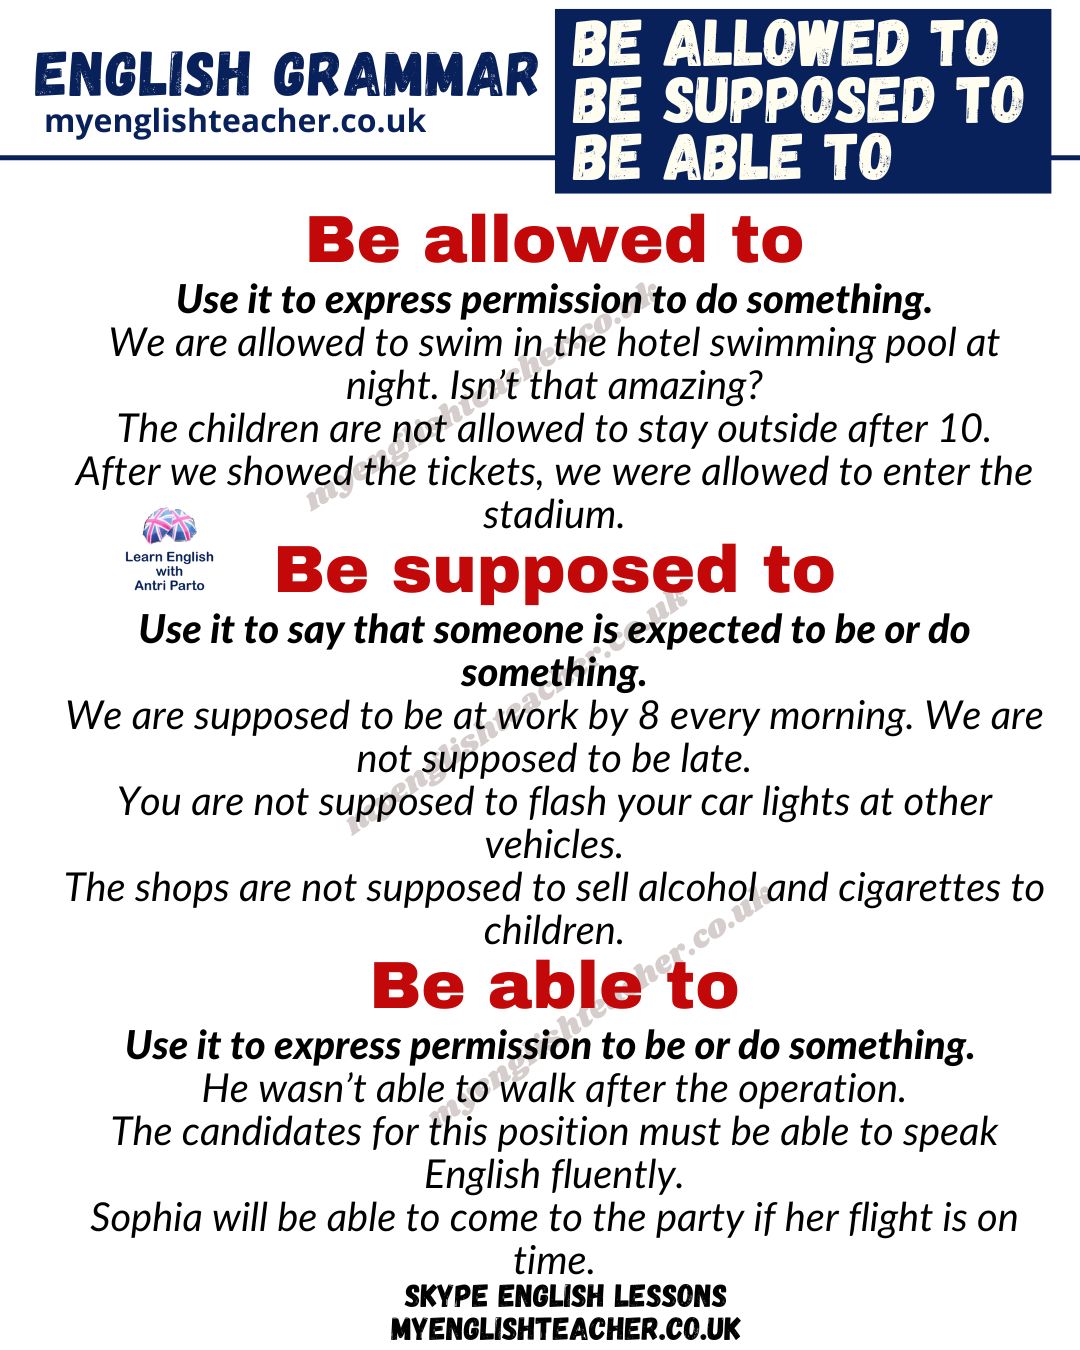 ENGLISH GRAMMAR
myenglishteacher.co.uk
BE ALLOWED TO
BE SUPPOSED TO
BE ABLE TO
Be allowed to
Use it to express permission to do something.
We are allowed to swim in the hotel swimming pool at
night. Isn't that amazing?
The children are not allowed to stay outside after 10.
After we showed the tickets, we were allowed to enter the
stadium.
myenglishteacher.co.uk
Learn English
with
Antri Parto
Be supposed to
Use it to say that someone is expected to be or do
something.
We are supposed to be at work by 8 every morning. We are
not supposed to be late.
You are not supposed to flash your car lights at other
vehicles.
The shops are not supposed to sell alcohol and cigarettes to
children.
myenglishteacher.co.uk
Be able to
Use it to express permission to be or do something.
He wasn't able to walk after the operation.
The candidates for this position must be able to speak
English fluently.
Sophia will be able to come to the party if her flight is on
time.
myenglishteacher.co.uk
SKYPE ENGLISH LESSONS
MYENGLISHTEACHER.CO.UK